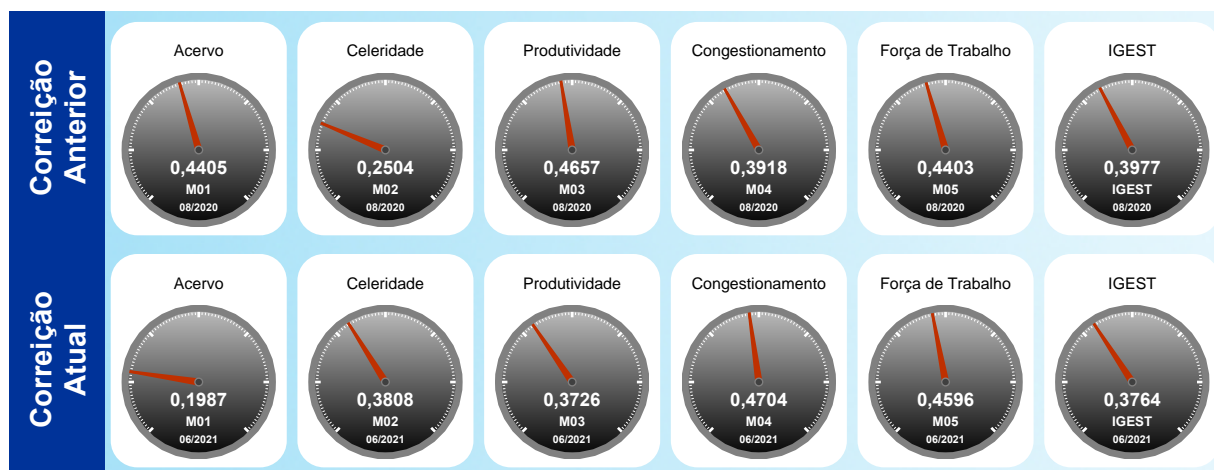 Correição
Anterior
Acervo
0,4405
M01
08/2020
Celeridade
0,2504
M02
08/2020
Produtividade
0,4657
M03
08/2020
Congestionamento
0,3918
M04
08/2020
Força de Trabalho
0,4403
M05
08/2020
IGEST
0,3977
IGEST
08/2020
Correição
Atual
Acervo
0,1987
M01
06/2021
Celeridade
0,3808
M02
06/2021
Produtividade
0,3726
M03
06/2021
Congestionamento
0,4704
M04
06/2021
Força de Trabalho
0,4596
M05
06/2021
IGEST
0,3764
IGEST
06/2021